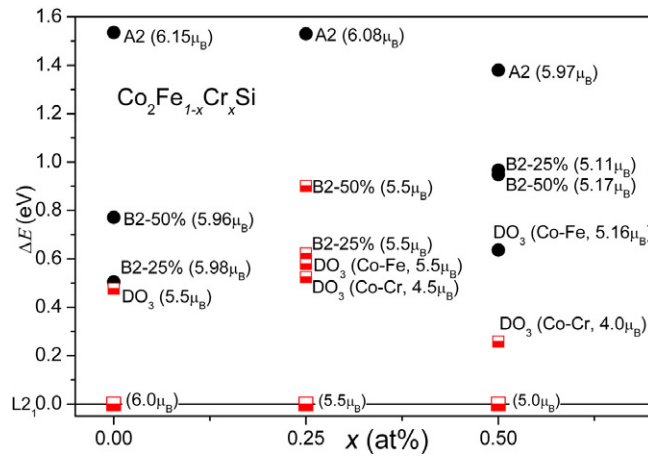 1.6
A2 (6.15μB)
A2 (6.08μB)
1.4
A2 (5.97μB)
Co2Fe1-xCrxSi
1.2
ΔE (eV)
1.0
B2-25% (5.11μB)
B2-50% (5.5μB)
B2-50% (5.17μB)
0.8
B2-50% (5.96μB)
DO3 (Co-Fe, 5.16μB)
B2-25% (5.5μB)
0.6
B2-25% (5.98μB)
DO3 (Co-Fe, 5.5μB)
DO3 (5.5μB)
DO3 (Co-Cr, 4.5μB)
0.4
DO3 (Co-Cr, 4.0μB)
0.2
L21 0.0
(6.0μB)
(5.5μB)
(5.0μB)
0.00
0.25
0.50
x (at%)